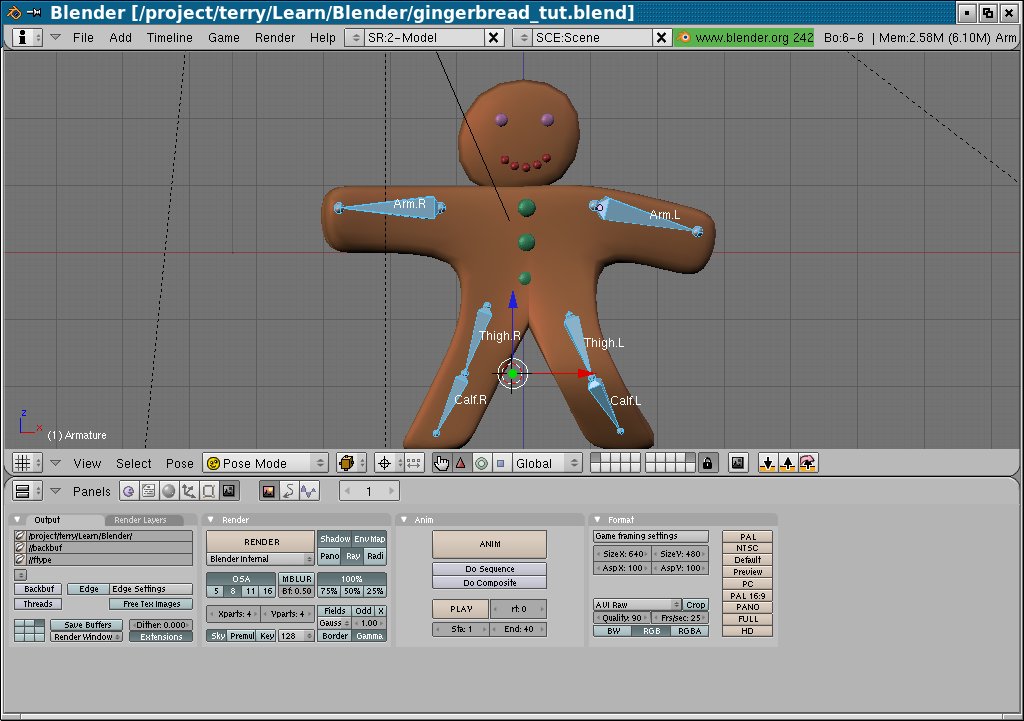 Blender [/project/terry/Learn/Blender/gingerbread_tut.blend]
File Add Timeline Game Render Help SR:2-Model SCE:Scene www.blender.org 242 Bo:6-6 | Mem:2.58M (6.10M) Arm
Arm.R
Arm.L
Thigh.R
Thigh.L
Calf.R
Calf.L
z
x
(1) Armature
View Select Pose Pose Mode Global
Panels 1
Output Render Layers
/project/terry/Learn/Blender/
//backbuf
//ftype
Backbuf Edge Edge Settings
Threads Free Tex Images
Save Buffers Dither: 0.000
Render Window Extensions
Render
RENDER Shadow EnvMap
Blender Internal Pano Ray Radi
OSA MBLUR 100%
5 8 11 16 Bf: 0.50 75% 50% 25%
Xparts: 4 Yparts: 4 Fields Odd X
Gauss 1.00
Sky Premul Key 128 Border Gamma
Anim
ANIM
Do Sequence
Do Composite
PLAY rt: 0
Sta: 1 End: 40
Format
Game framing settings
SizeX: 640 SizeY: 480
AspX: 100 AspY: 100
AVI Raw Crop
Quality: 90 Frs/sec: 25
BW RGB RGBA
PAL
NTSC
Default
Preview
PC
PAL 16:9
PANO
FULL
HD